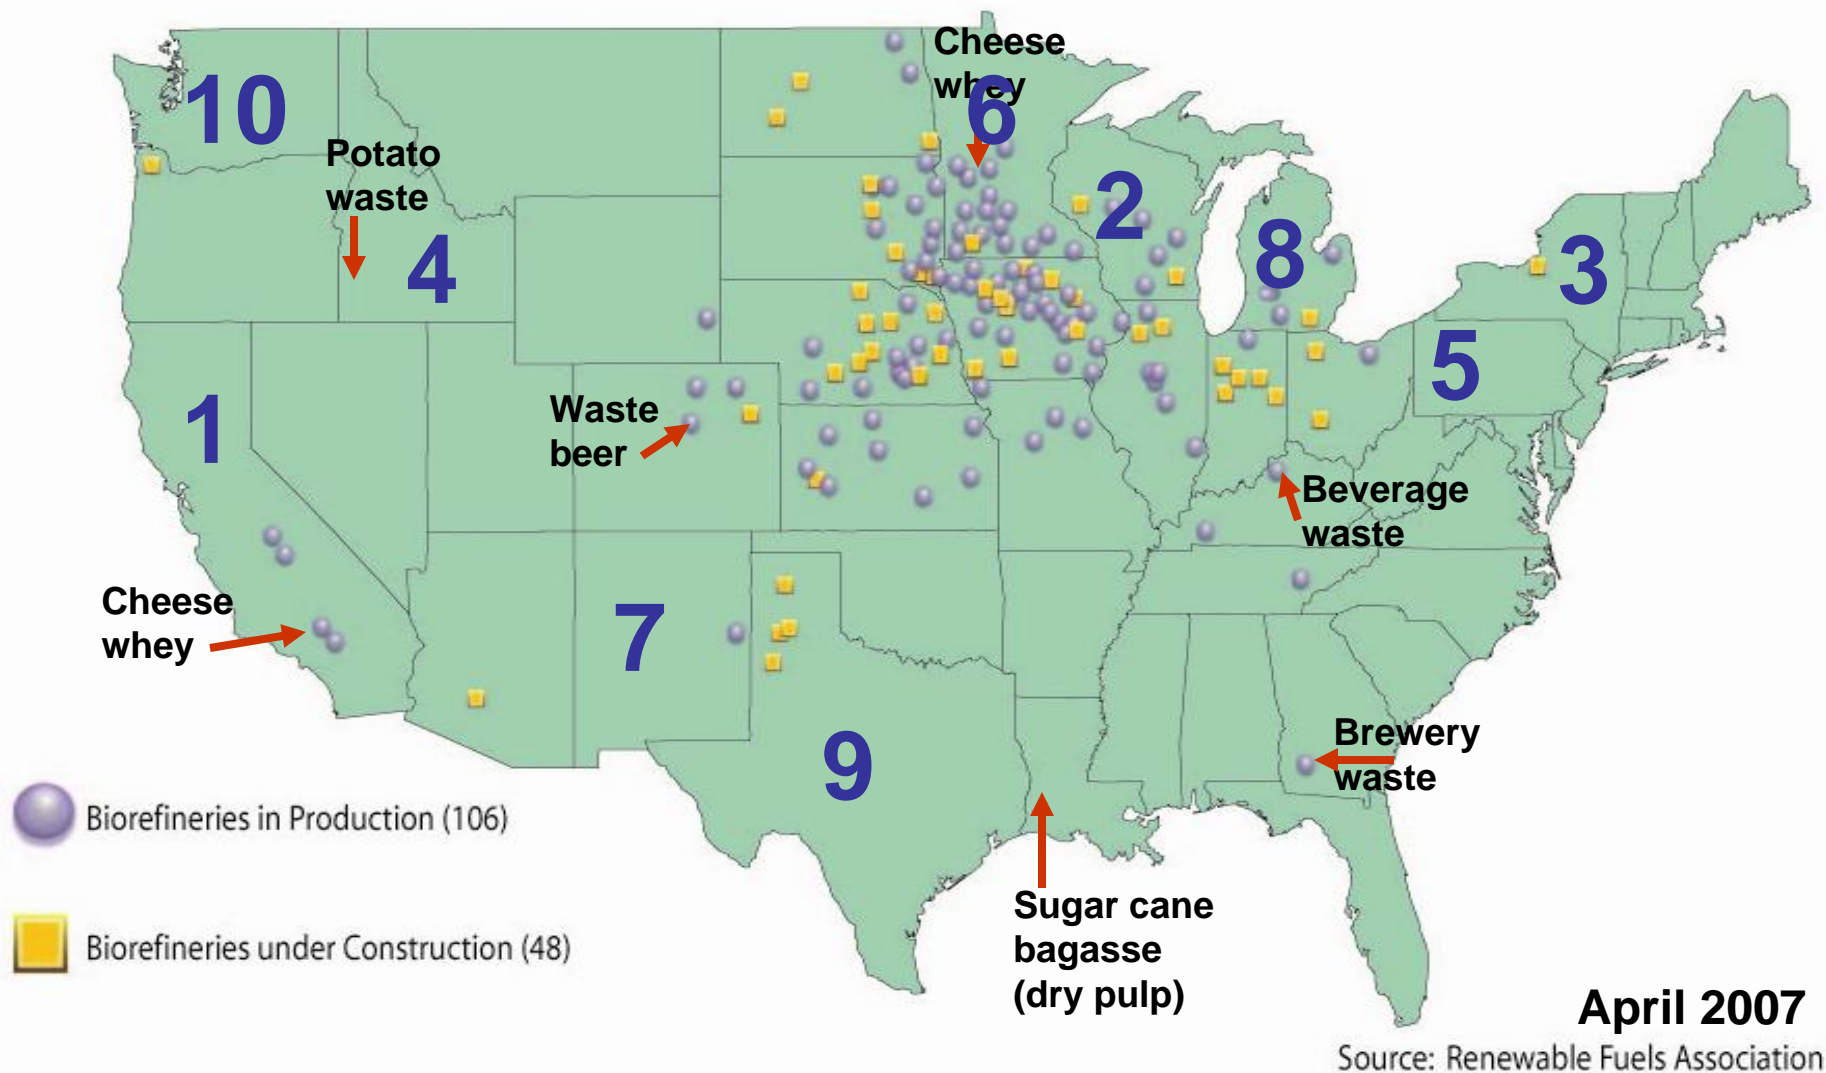 Cheese
whey
10
6
Potato
waste
2
8
3
4
5
1
Waste
beer
Beverage
waste
Cheese
whey
7
9
Brewery
waste
Biorefineries in Production (106)
Sugar cane
bagasse
(dry pulp)
Biorefineries under Construction (48)
April 2007
Source: Renewable Fuels Association